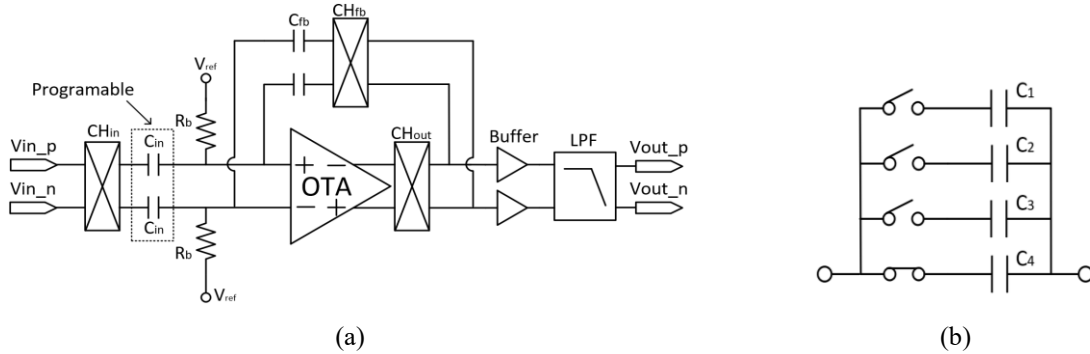 Cfb
CHfb
Vref
Programable
Rb
CHin
Cin
Vin_p
Vin_n
Cin
Rb
Vref
+ −
OTA
− +
CHout
Buffer
LPF
Vout_p
Vout_n
(a)
C1
C2
C3
C4
(b)